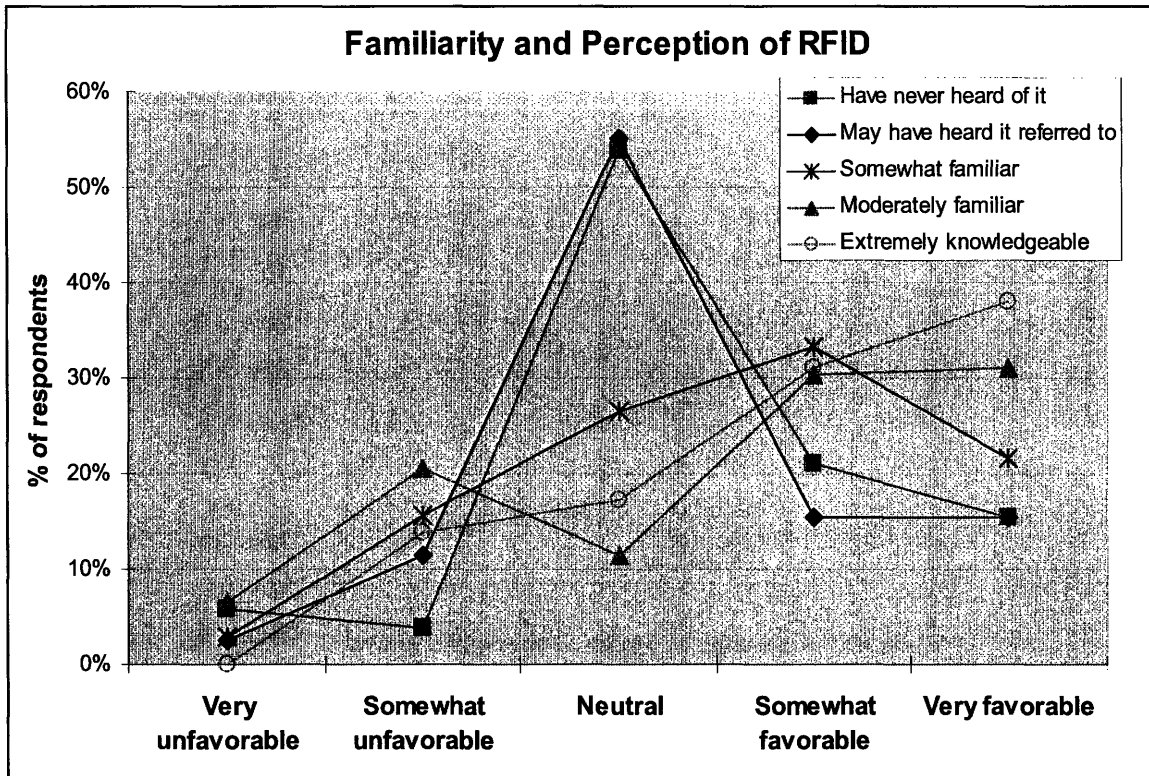 Familiarity and Perception of RFID
60%
50%
40%
30%
20%
10%
0%
% of respondents
Have never heard of it
May have heard it referred to
Somewhat familiar
Moderately familiar
Extremely knowledgeable
Very unfavorable
Somewhat unfavorable
Neutral
Somewhat favorable
Very favorable